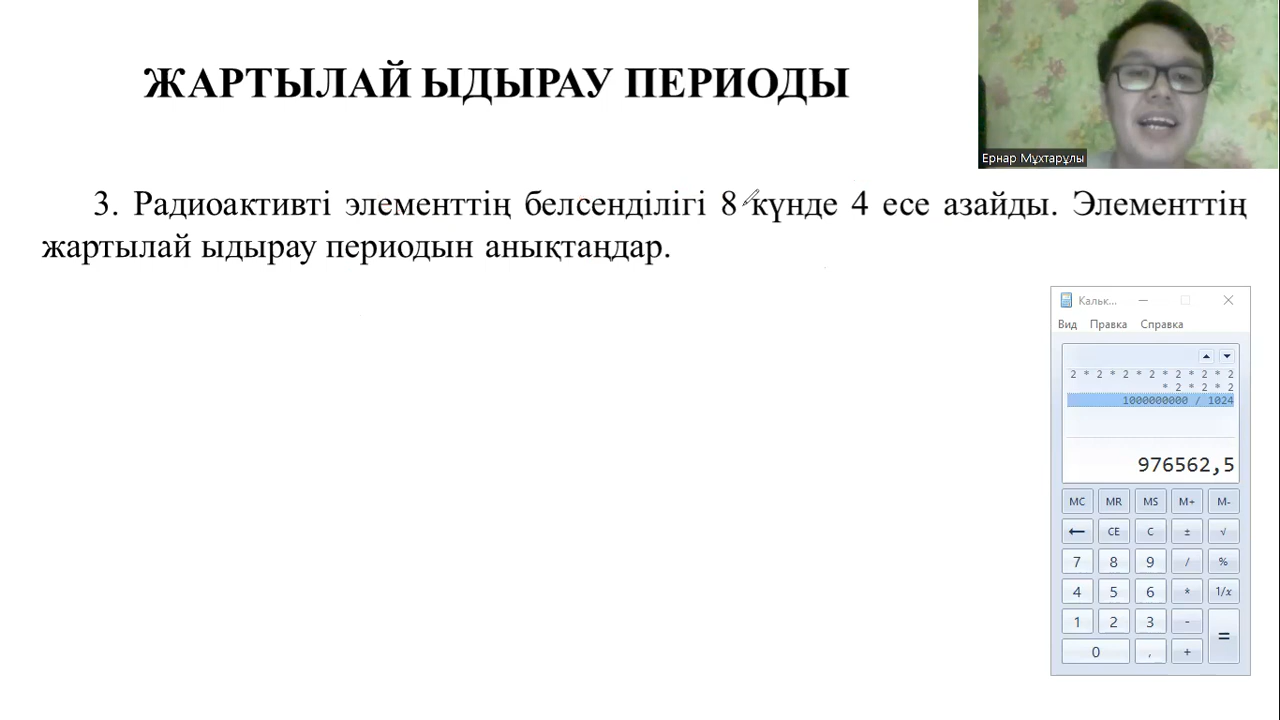 ЖАРТЫЛАЙ ЫДЫРАУ ПЕРИОДЫ
Ернар Мұхтарұлы
3. Радиоактивті элементтің белсенділігі 8 күнде 4 есе азайды. Элементтің
жартылай ыдырау периодын анықтаңдар.
Кальк...
Вид Правка Справка
2 * 2 * 2 * 2 * 2 * 2 * 2
* 2 * 2 * 2
1000000000 / 1024
976562,5
MC MR MS M+ M-
← CE C ± √
7 8 9 / %
4 5 6 * 1/x
1 2 3 - =
0 , +